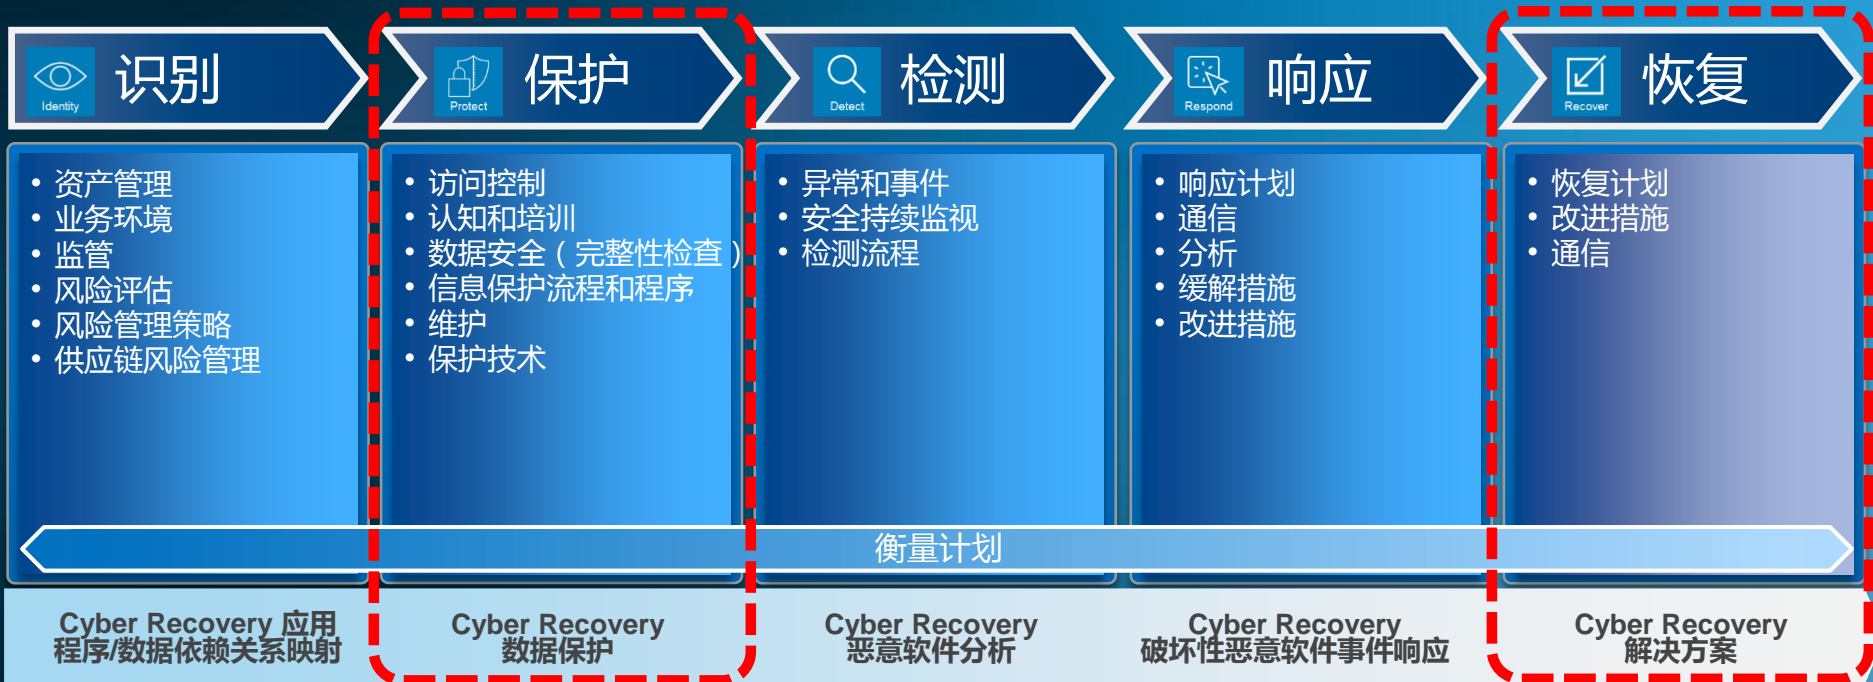 Identity
识别
Protect
保护
Detect
检测
Respond
响应
Recover
恢复
• 资产管理
• 业务环境
• 监管
• 风险评估
• 风险管理策略
• 供应链风险管理
• 访问控制
• 认知和培训
• 数据安全（完整性检查）
• 信息保护流程和程序
• 维护
• 保护技术
• 异常和事件
• 安全持续监视
• 检测流程
• 响应计划
• 通信
• 分析
• 缓解措施
• 改进措施
• 恢复计划
• 改进措施
• 通信
衡量计划
Cyber Recovery 应用
程序/数据依赖关系映射
Cyber Recovery
数据保护
Cyber Recovery
恶意软件分析
Cyber Recovery
破坏性恶意软件事件响应
Cyber Recovery
解决方案